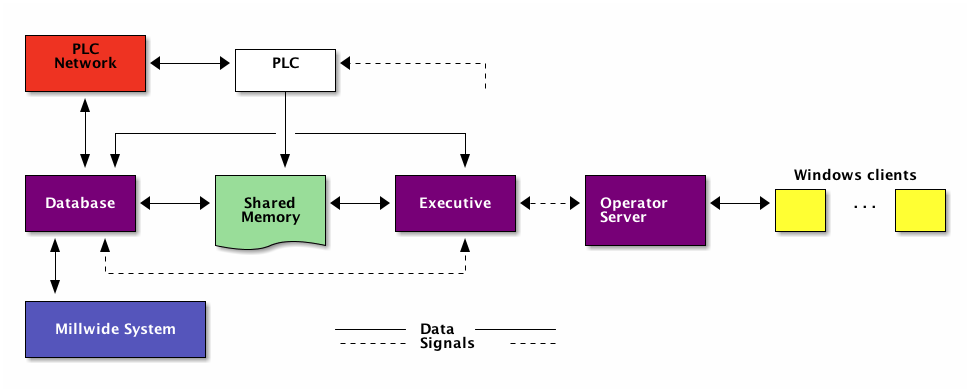 PLC
Network
PLC
Windows clients
Database
Shared
Memory
Executive
Operator
Server
...
Millwide System
Data
Signals